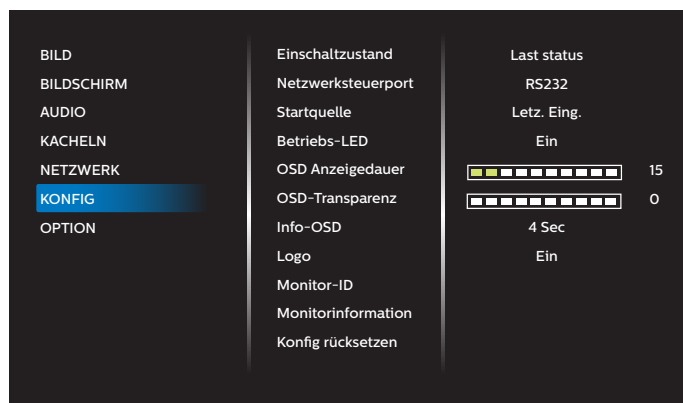 BILD
BILDSCHIRM
AUDIO
KACHELN
NETZWERK
KONFIG
OPTION
Einschaltzustand Last status
Netzwerksteuerport RS232
Startquelle Letz. Eing.
Betriebs-LED Ein
OSD Anzeigedauer 15
OSD-Transparenz 0
Info-OSD 4 Sec
Logo Ein
Monitor-ID
Monitorinformation
Konfig rücksetzen